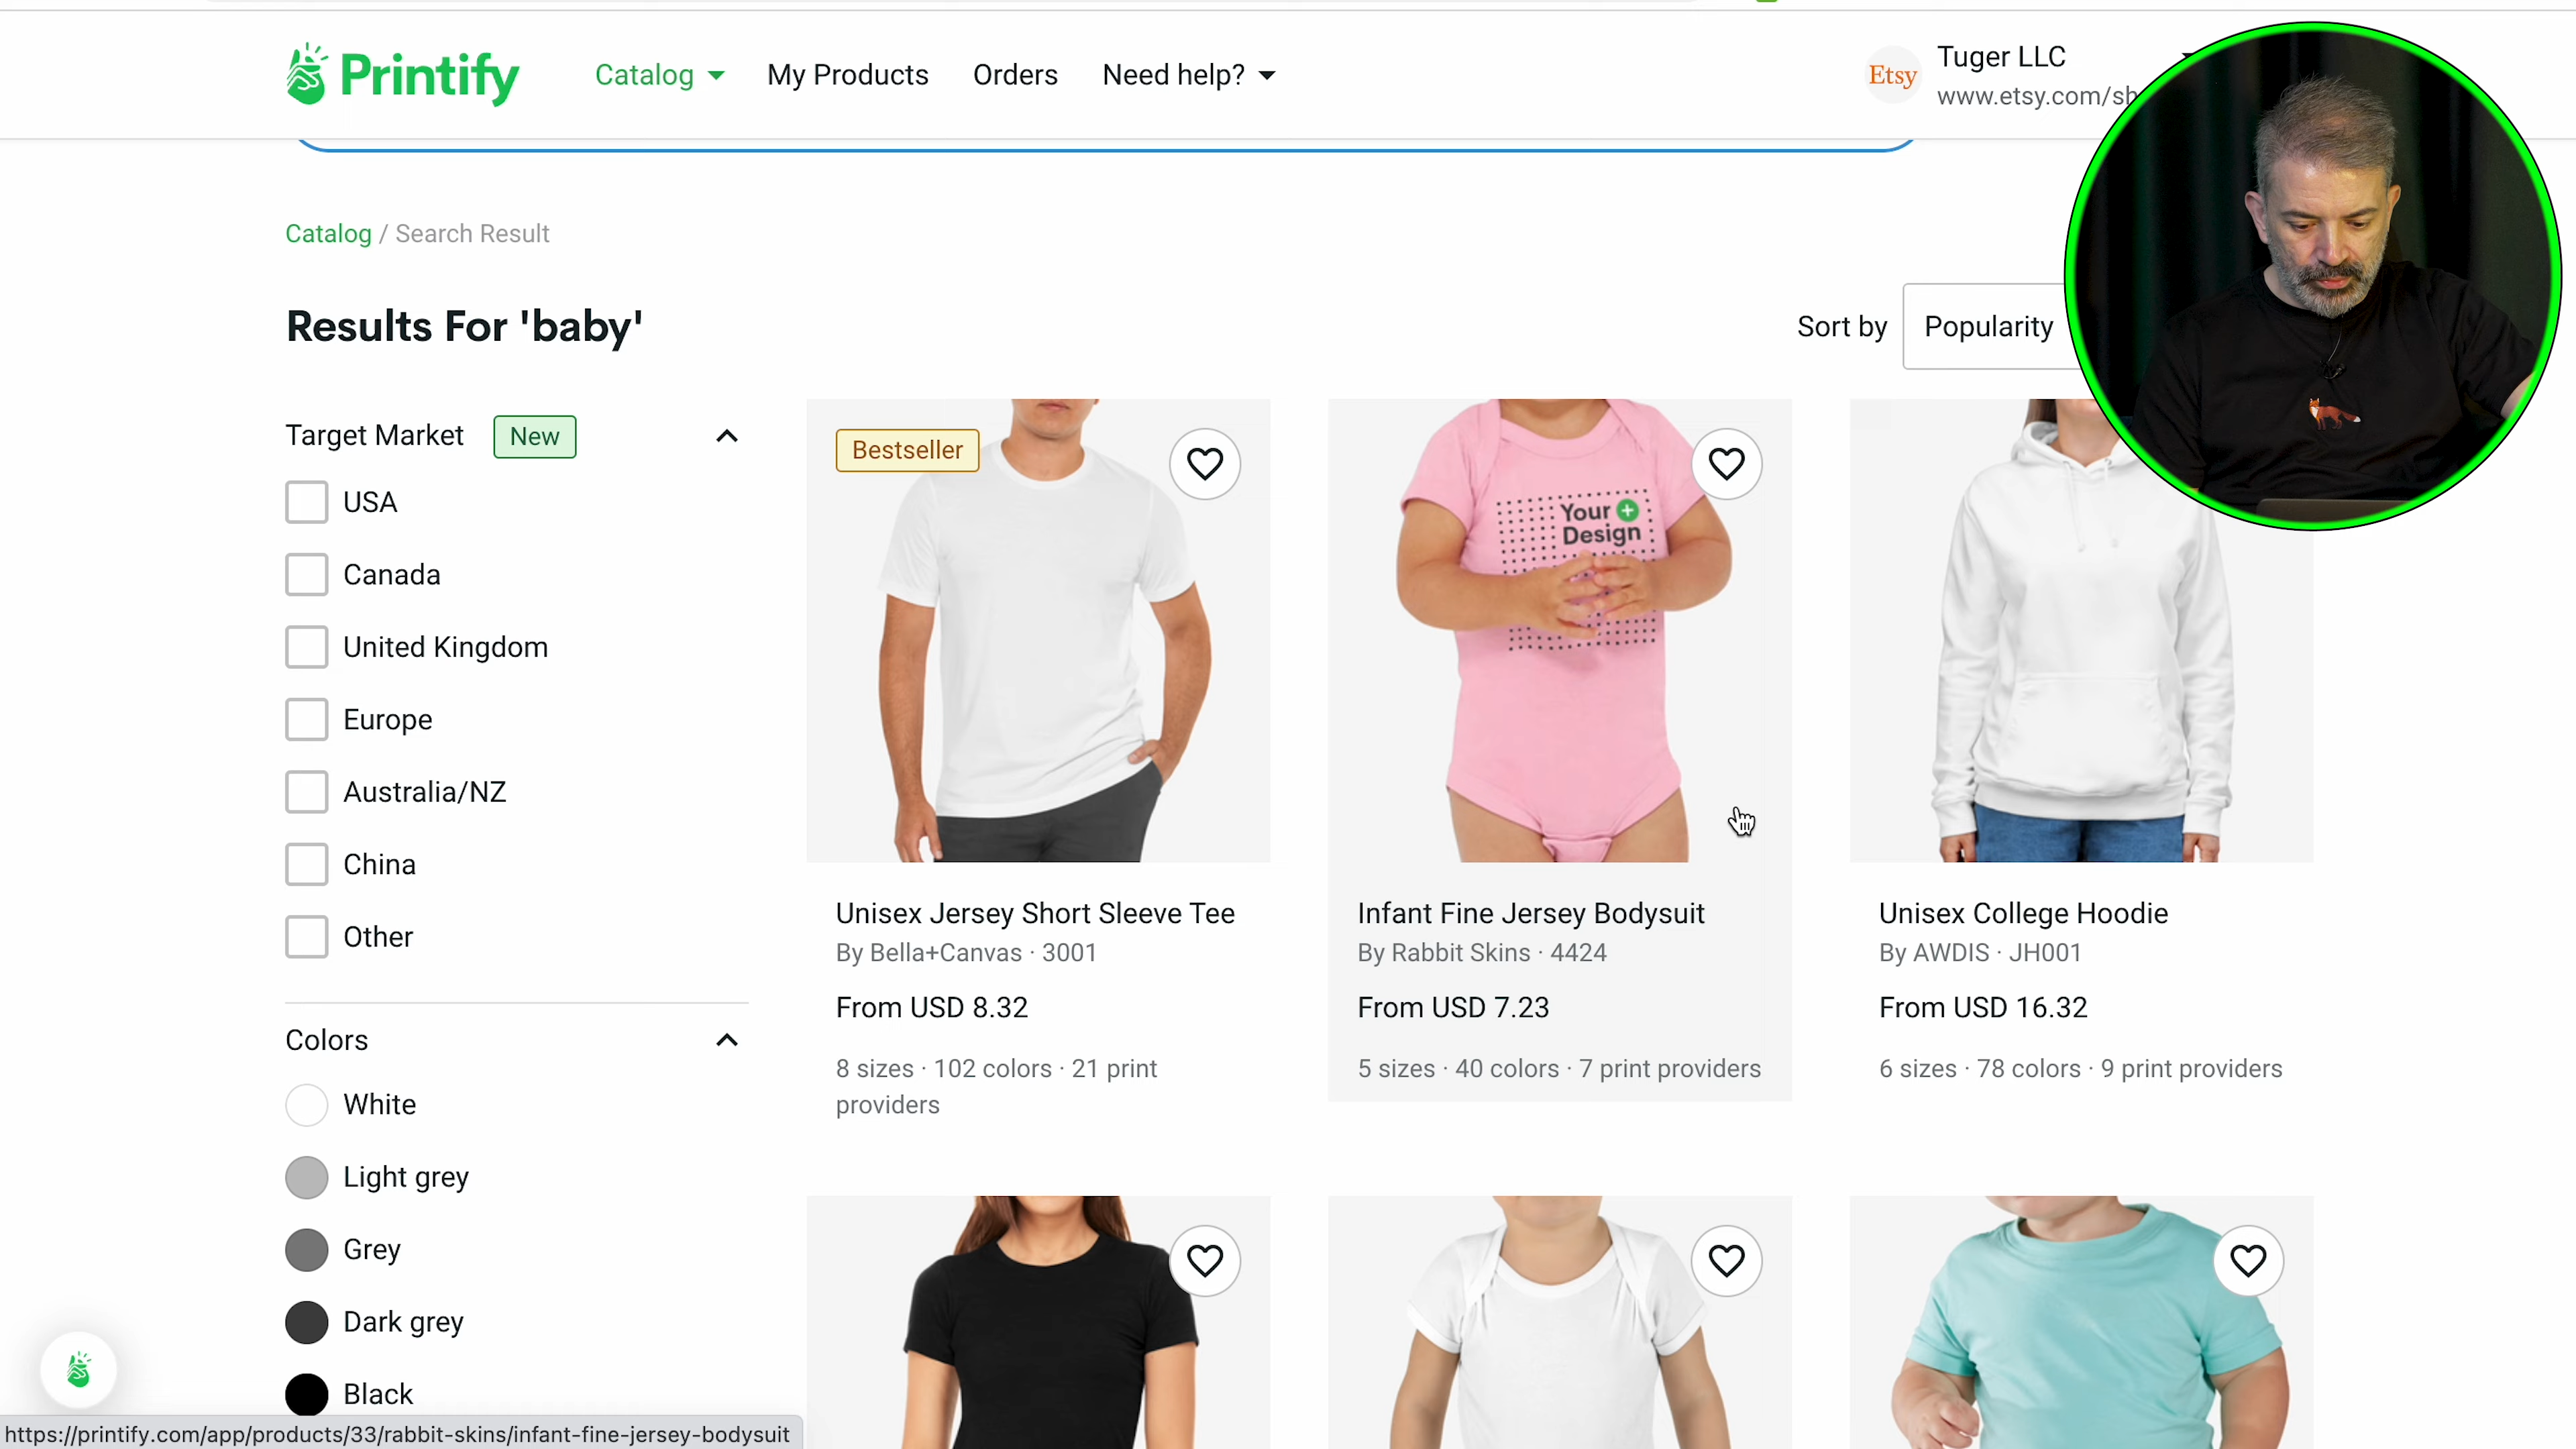 Printify
Catalog
My Products
Orders
Need help?
Etsy
Tuger LLC
www.etsy.com/sh
Catalog / Search Result
Results For 'baby'
Sort by
Popularity
Target Market
New
USA
Canada
United Kingdom
Europe
Australia/NZ
China
Other
Colors
White
Light grey
Grey
Dark grey
Black
Bestseller
Unisex Jersey Short Sleeve Tee
By Bella+Canvas · 3001
From USD 8.32
8 sizes · 102 colors · 21 print
providers
Your
Design
Infant Fine Jersey Bodysuit
By Rabbit Skins · 4424
From USD 7.23
5 sizes · 40 colors · 7 print providers
Unisex College Hoodie
By AWDIS · JH001
From USD 16.32
6 sizes · 78 colors · 9 print providers
https://printify.com/app/products/33/rabbit-skins/infant-fine-jersey-bodysuit